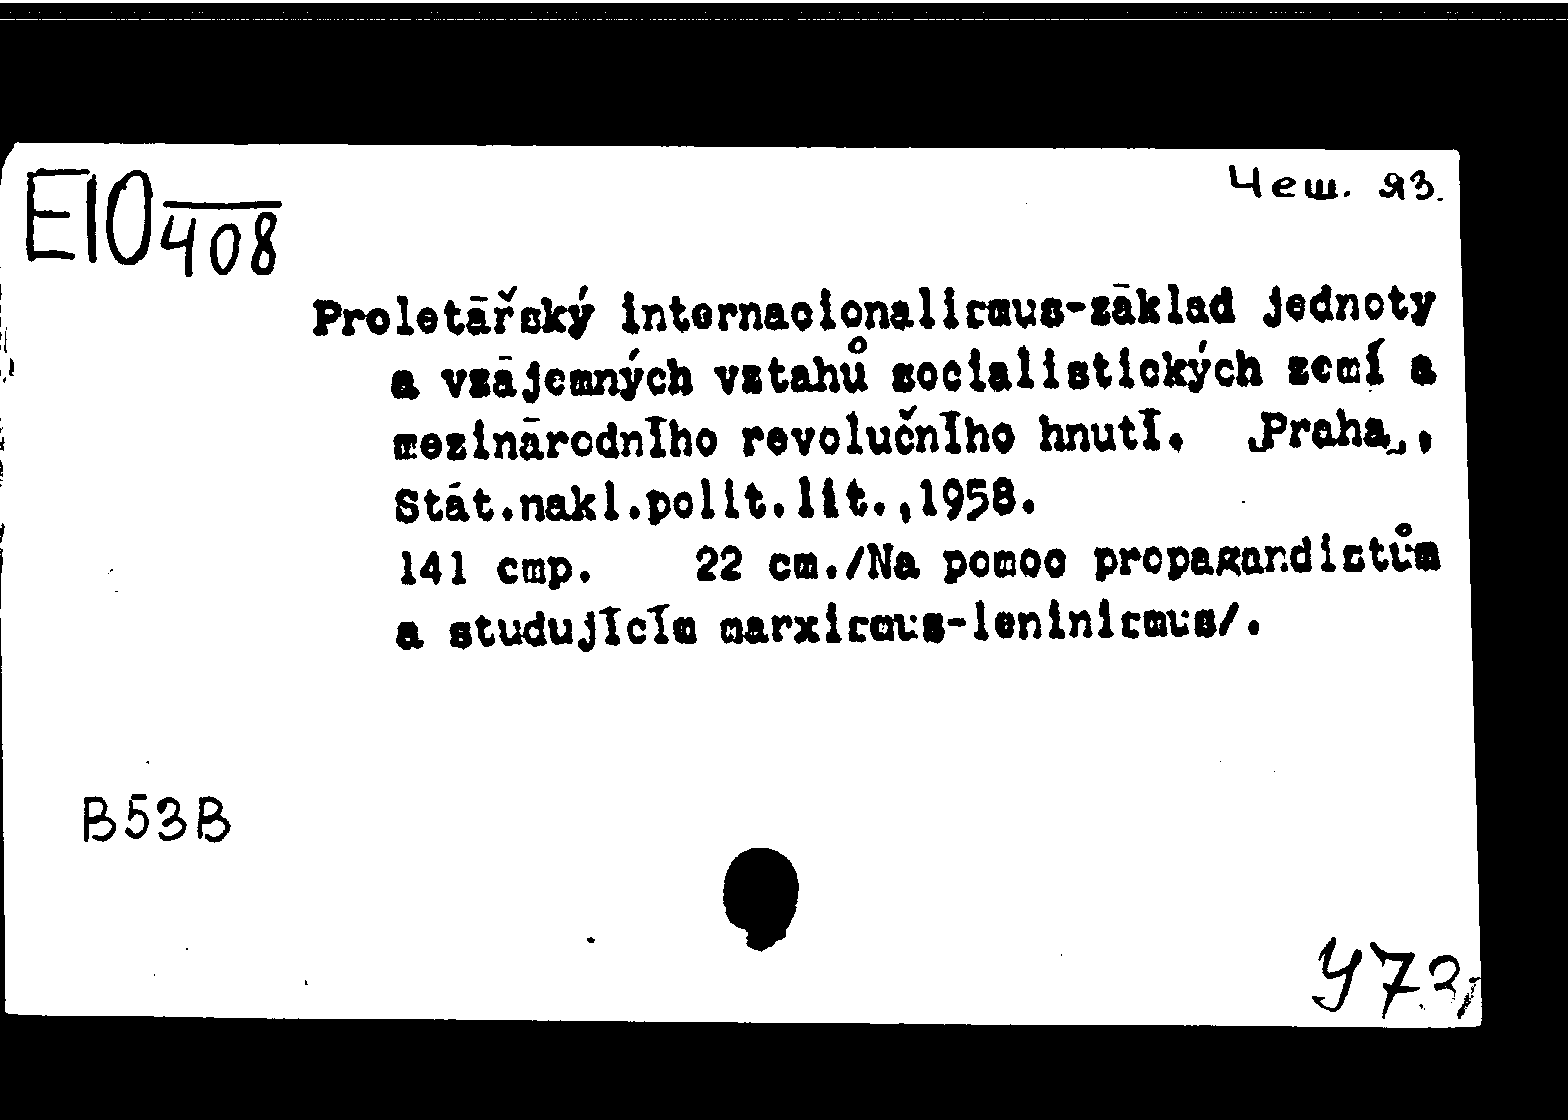 Чеш. яз.
E10
408
Proletářský internacionalismus-základ jednoty
a vzájemných vztahů socialistických zemí a
mezinárodního revolučního hnutí. „Praha„,
Stát.nakl.polit.lit.,1958.
141 стр. 22 cm./Na pomoc propagandistům
a studujícím marxismus-leninismus/.
B53B